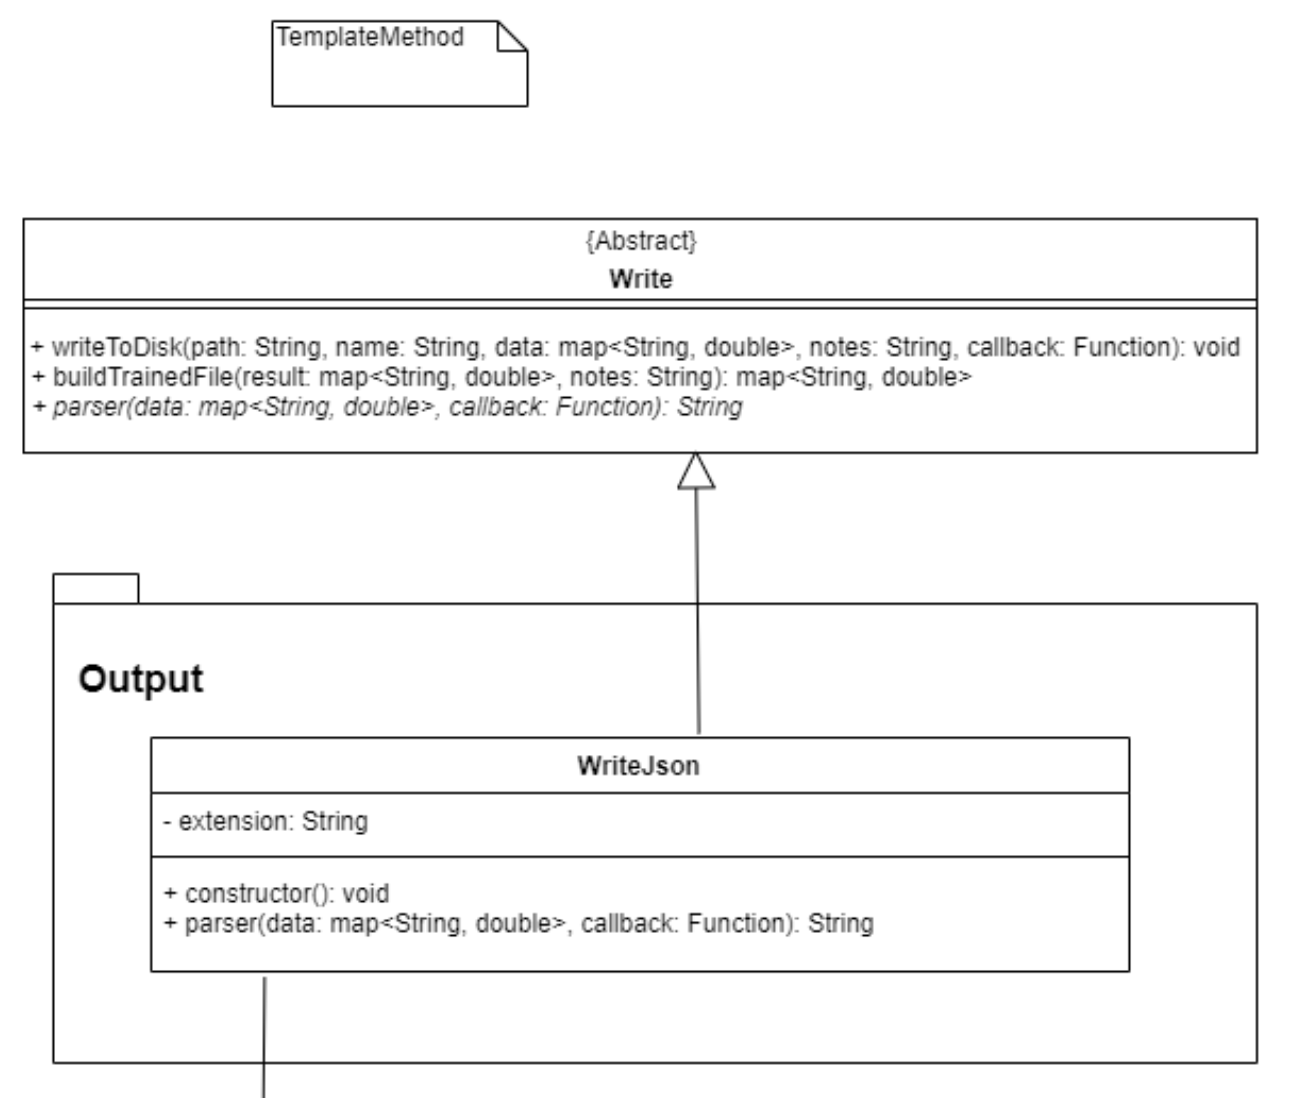 TemplateMethod
{Abstract}
Write
+ writeToDisk(path: String, name: String, data: map<String, double>, notes: String, callback: Function): void
+ buildTrainedFile(result: map<String, double>, notes: String): map<String, double>
+ parser(data: map<String, double>, callback: Function): String
Output
WriteJson
- extension: String
+ constructor(): void
+ parser(data: map<String, double>, callback: Function): String